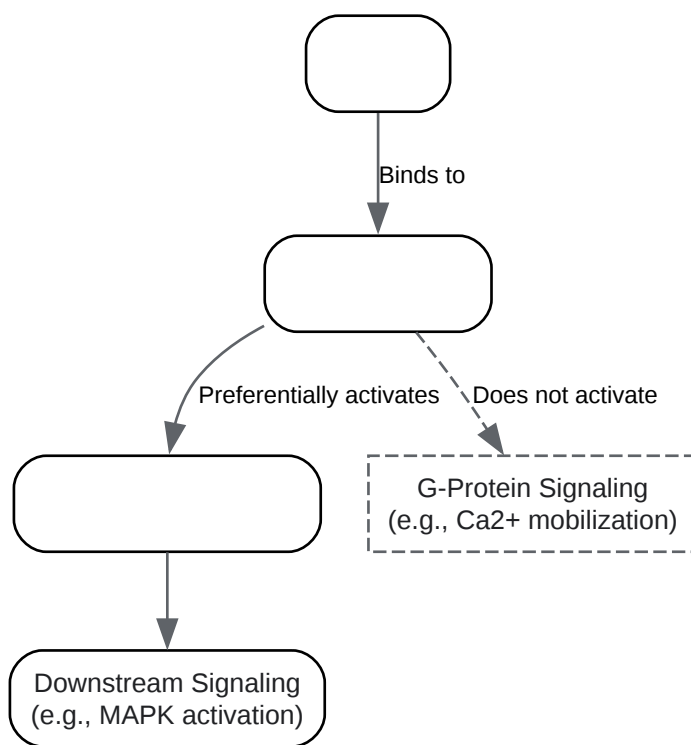 Binds to
Preferentially activates
Does not activate
G-Protein Signaling
(e.g., Ca2+ mobilization)
Downstream Signaling
(e.g., MAPK activation)